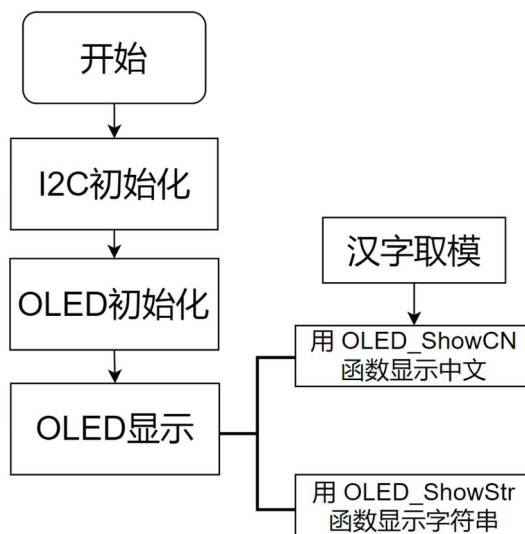 开始
I2C初始化
汉字取模
OLED初始化
用 OLED_ShowCN
函数显示中文
OLED显示
用 OLED_ShowStr
函数显示字符串